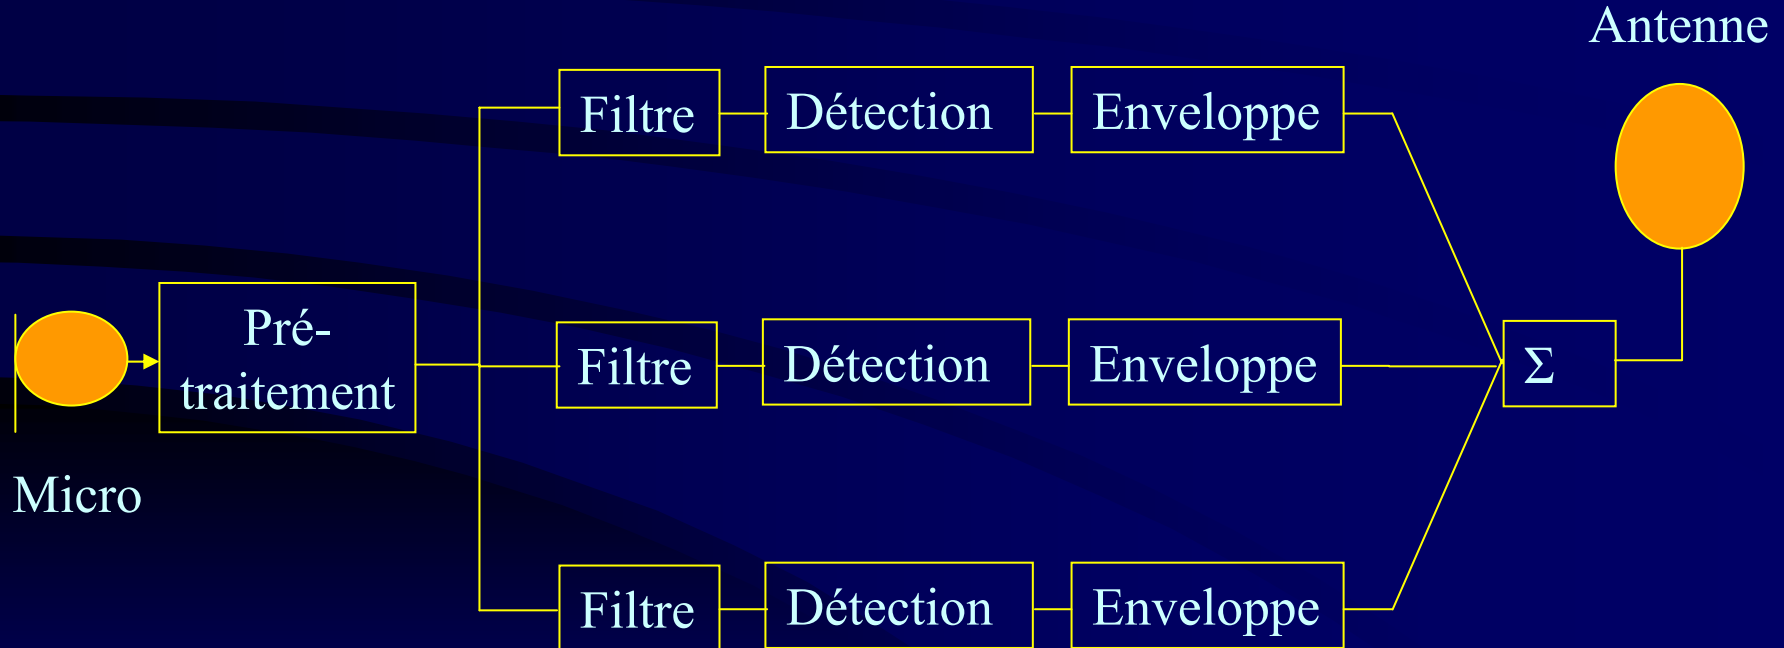 Antenne
Filtre
Détection
Enveloppe
Pré-
traitement
Filtre
Détection
Enveloppe
Σ
Micro
Filtre
Détection
Enveloppe